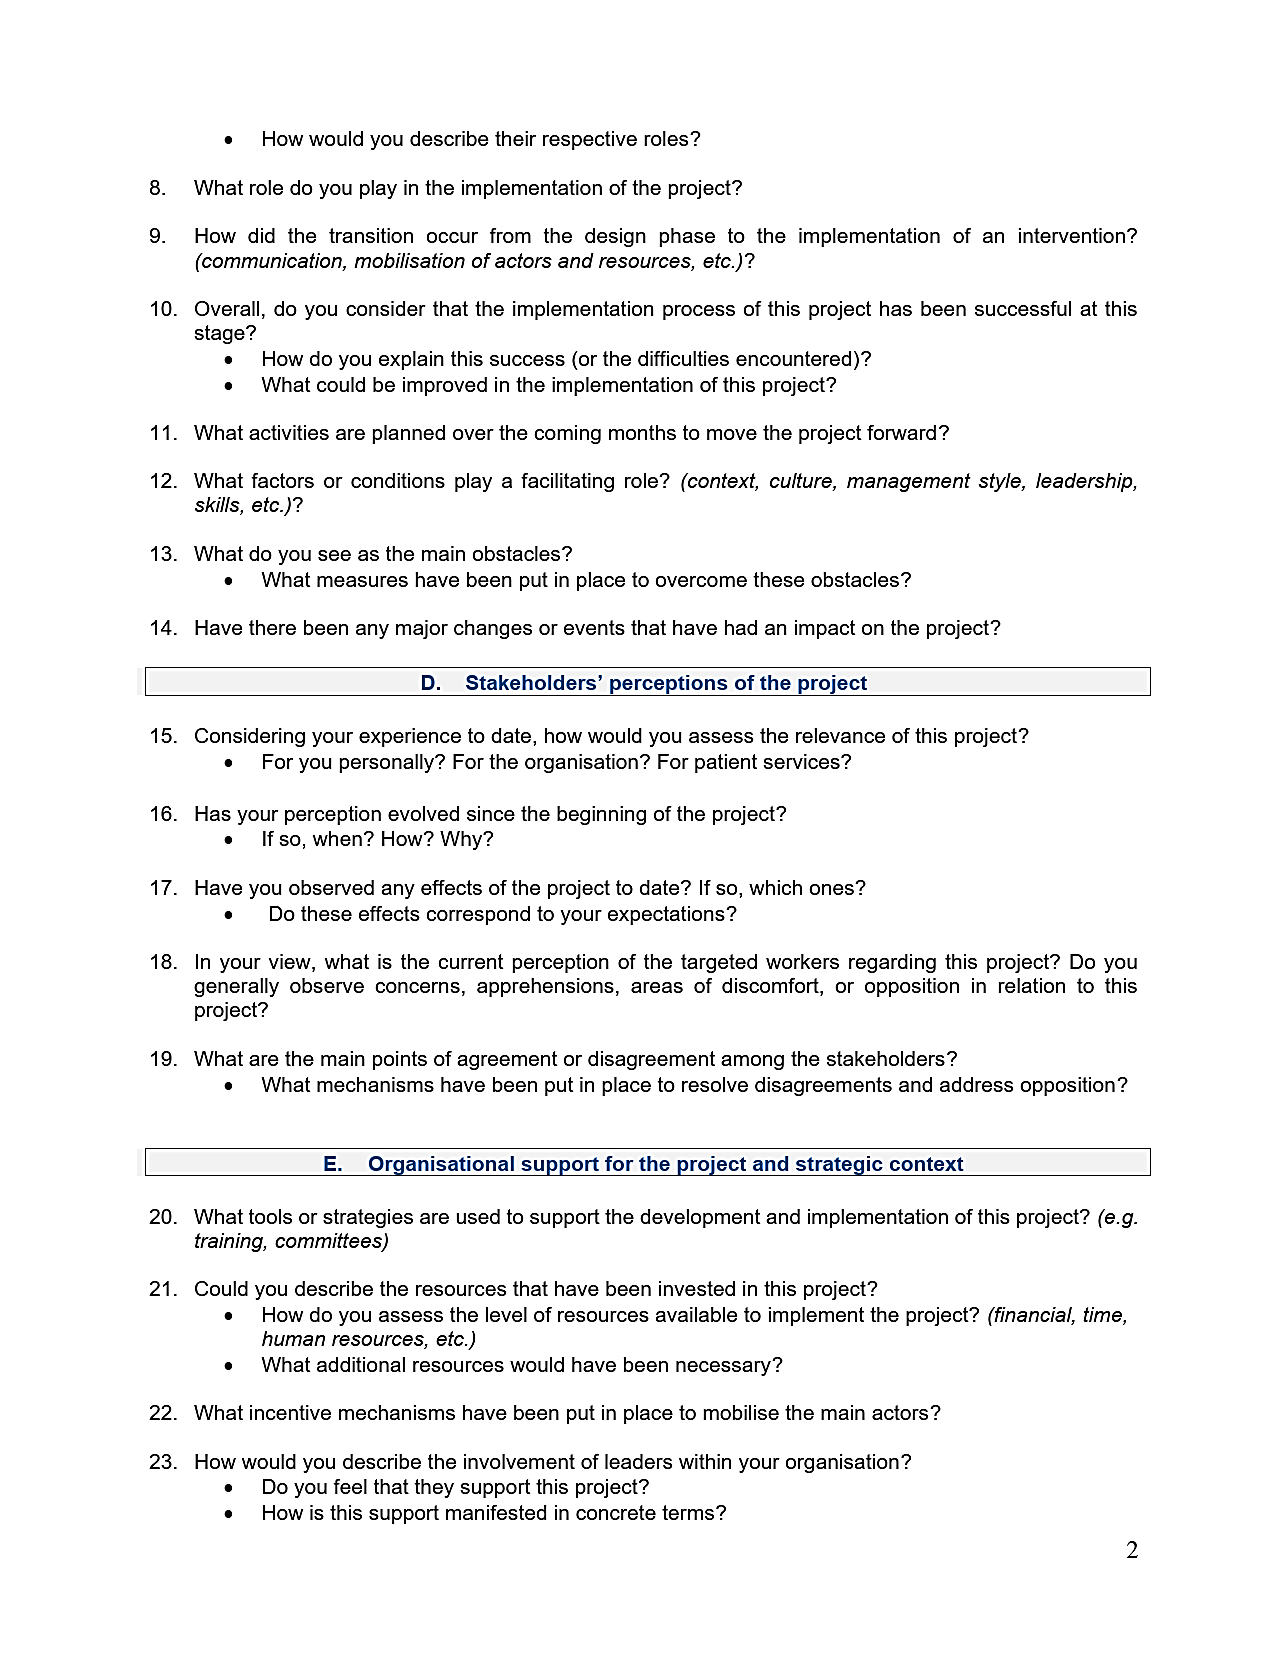 • How would you describe their respective roles?
8. What role do you play in the implementation of the project?
9. How did the transition occur from the design phase to the implementation of an intervention?
(communication, mobilisation of actors and resources, etc.)?
10. Overall, do you consider that the implementation process of this project has been successful at this
stage?
• How do you explain this success (or the difficulties encountered)?
• What could be improved in the implementation of this project?
11. What activities are planned over the coming months to move the project forward?
12. What factors or conditions play a facilitating role? (context, culture, management style, leadership,
skills, etc.)?
13. What do you see as the main obstacles?
• What measures have been put in place to overcome these obstacles?
14. Have there been any major changes or events that have had an impact on the project?
D. Stakeholders’ perceptions of the project
15. Considering your experience to date, how would you assess the relevance of this project?
• For you personally? For the organisation? For patient services?
16. Has your perception evolved since the beginning of the project?
• If so, when? How? Why?
17. Have you observed any effects of the project to date? If so, which ones?
• Do these effects correspond to your expectations?
18. In your view, what is the current perception of the targeted workers regarding this project? Do you
generally observe concerns, apprehensions, areas of discomfort, or opposition in relation to this
project?
19. What are the main points of agreement or disagreement among the stakeholders?
• What mechanisms have been put in place to resolve disagreements and address opposition?
E. Organisational support for the project and strategic context
20. What tools or strategies are used to support the development and implementation of this project? (e.g.
training, committees)
21. Could you describe the resources that have been invested in this project?
• How do you assess the level of resources available to implement the project? (financial, time,
human resources, etc.)
• What additional resources would have been necessary?
22. What incentive mechanisms have been put in place to mobilise the main actors?
23. How would you describe the involvement of leaders within your organisation?
• Do you feel that they support this project?
• How is this support manifested in concrete terms?
2